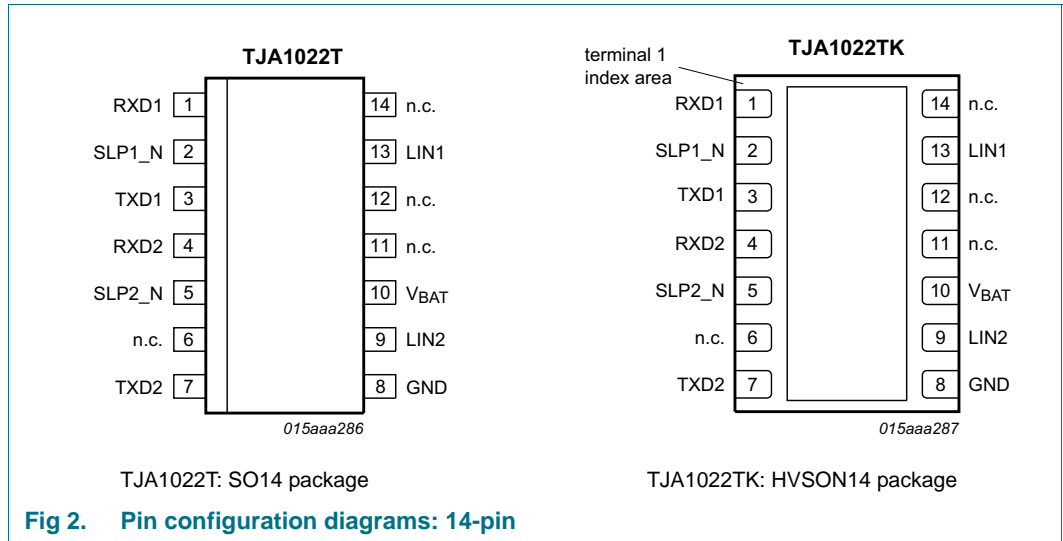 TJA1022T
RXD1 1 14 n.c.
SLP1_N 2 13 LIN1
TXD1 3 12 n.c.
RXD2 4 11 n.c.
SLP2_N 5 10 VBAT
n.c. 6 9 LIN2
TXD2 7 8 GND
015aaa286
TJA1022T: SO14 package
TJA1022TK
terminal 1
index area
RXD1 1 14 n.c.
SLP1_N 2 13 LIN1
TXD1 3 12 n.c.
RXD2 4 11 n.c.
SLP2_N 5 10 VBAT
n.c. 6 9 LIN2
TXD2 7 8 GND
015aaa287
TJA1022TK: HVSON14 package
Fig 2. Pin configuration diagrams: 14-pin